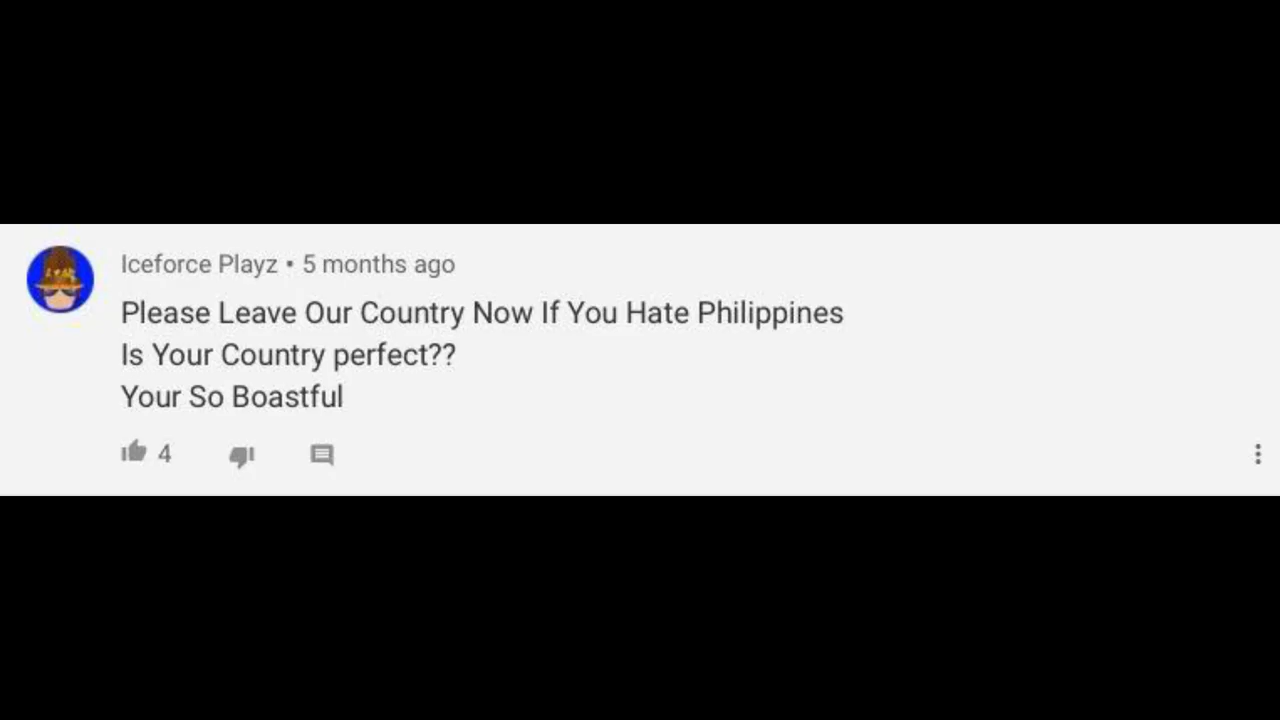 Iceforce Playz • 5 months ago
Please Leave Our Country Now If You Hate Philippines
Is Your Country perfect??
Your So Boastful
4